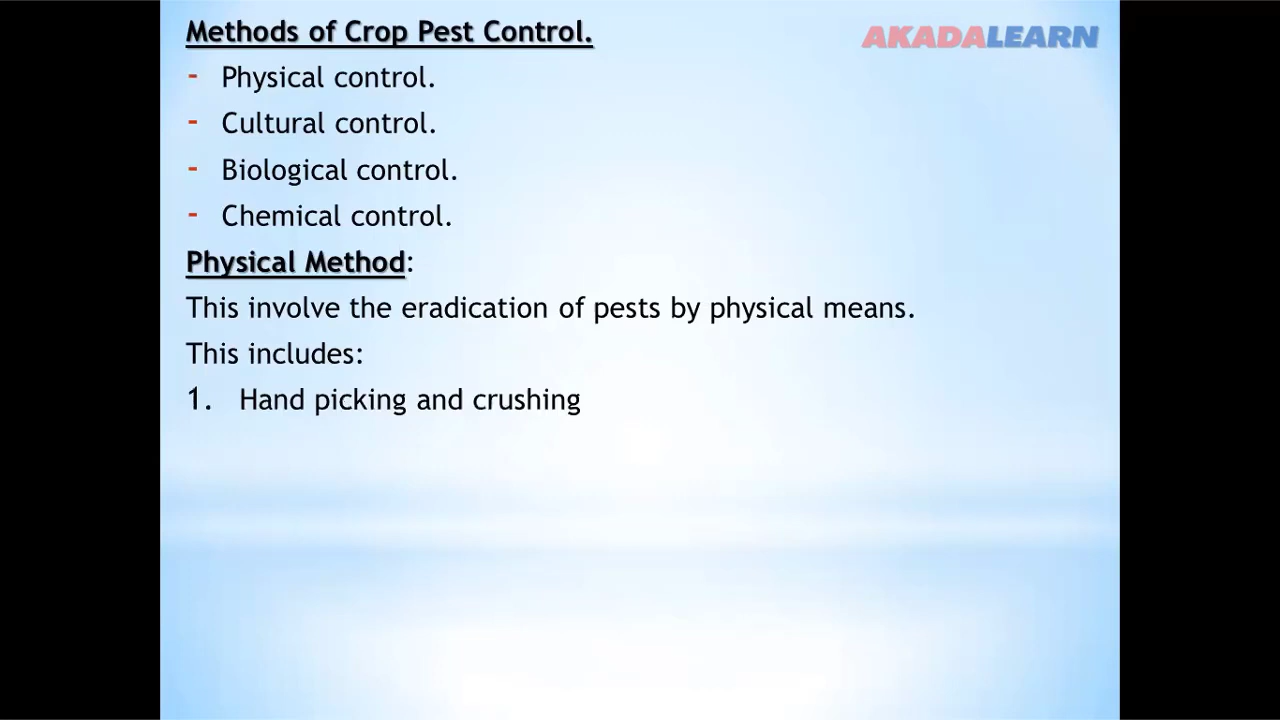 Methods of Crop Pest Control.
AKADALEARN
- Physical control.
- Cultural control.
- Biological control.
- Chemical control.
Physical Method:
This involve the eradication of pests by physical means.
This includes:
1. Hand picking and crushing